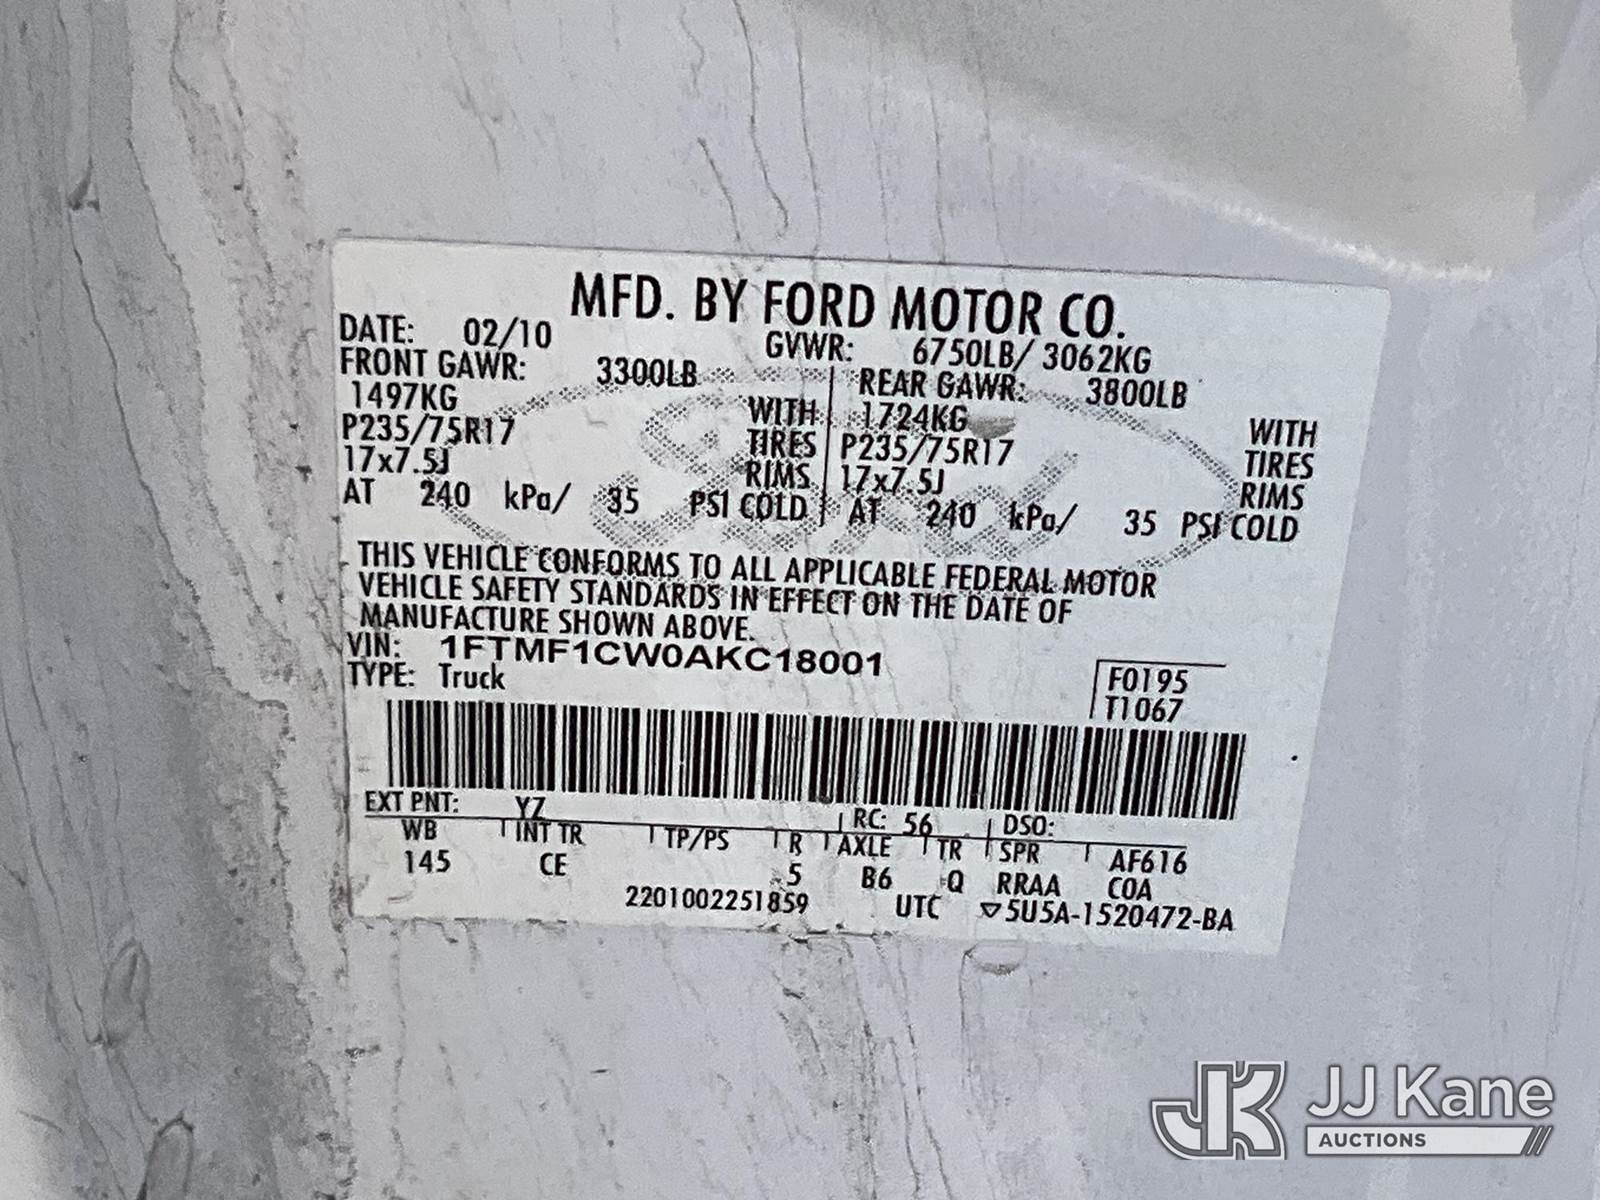 MFD. BY FORD MOTOR CO.
DATE: 02/10 GVWR: 6750LB/ 3062KG
FRONT GAWR: 3300LB REAR GAWR: 3800LB
1497KG WITH 1724KG WITH
P235/75R17 TIRES P235/75R17 TIRES
17x7.5J RIMS 17x7.5J RIMS
AT 240 kPa/ 35 PSI COLD AT 240 kPa/ 35 PSI COLD
THIS VEHICLE CONFORMS TO ALL APPLICABLE FEDERAL MOTOR
VEHICLE SAFETY STANDARDS IN EFFECT ON THE DATE OF
MANUFACTURE SHOWN ABOVE.
VIN: 1FTMF1CW0AKC18001
TYPE: Truck
F0195
T1067
EXT PNT: YZ RC: 56 DSO:
WB INT TR TP/PS R AXLE TR SPR AF616
145 CE 5 B6 Q RRAA COA
2201002251859 UTC ▽5U5A-1520472-BA
JK JJ Kane
AUCTIONS